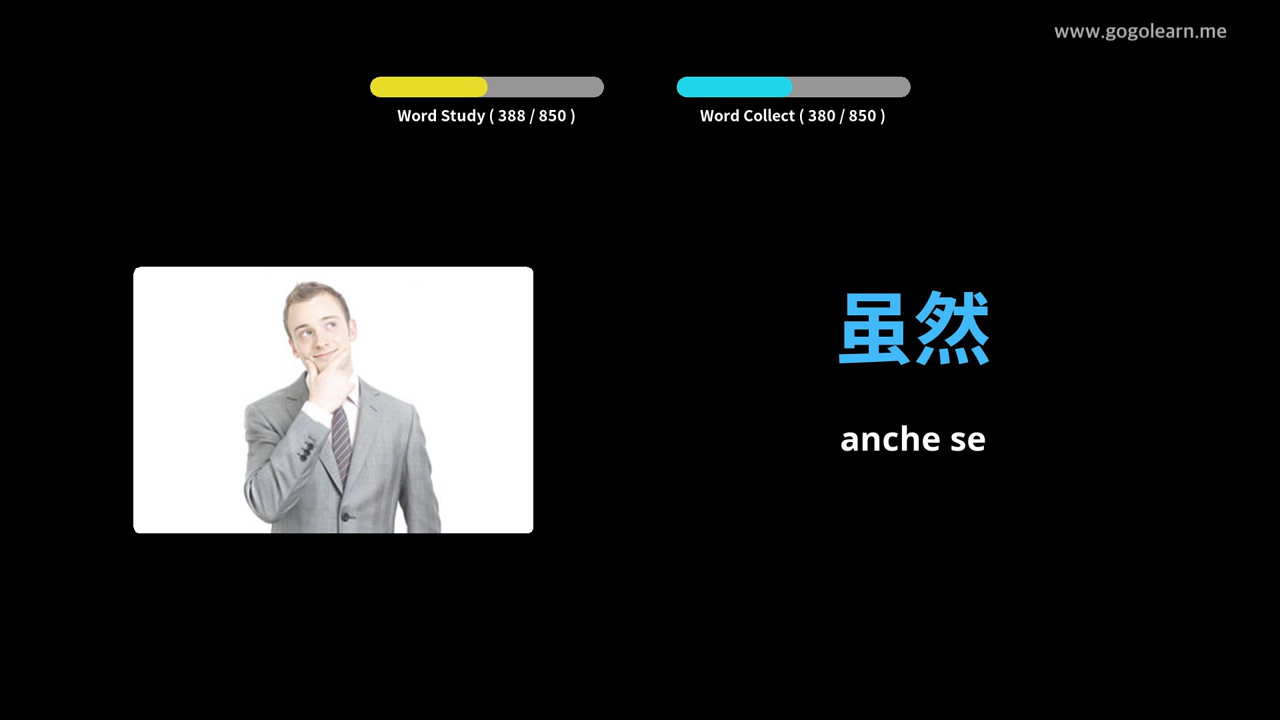 www.gogolearn.me
Word Study ( 388 / 850 )
Word Collect ( 380 / 850 )
虽然
anche se